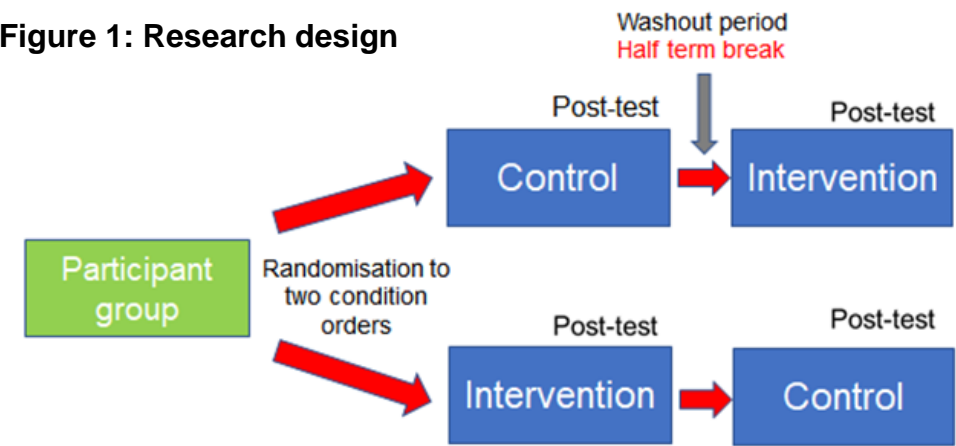 Figure 1: Research design
Washout period
Half term break
Post-test
Post-test
Control
Intervention
Participant
group
Randomisation to
two condition
orders
Post-test
Post-test
Intervention
Control